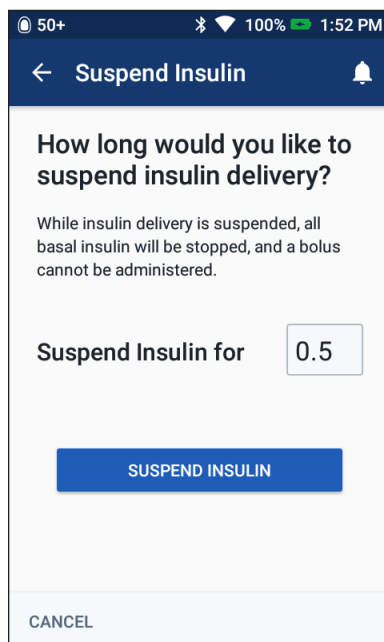 50+ 100% 1:52 PM
Suspend Insulin
How long would you like to
suspend insulin delivery?
While insulin delivery is suspended, all
basal insulin will be stopped, and a bolus
cannot be administered.
Suspend Insulin for 0.5
SUSPEND INSULIN
CANCEL